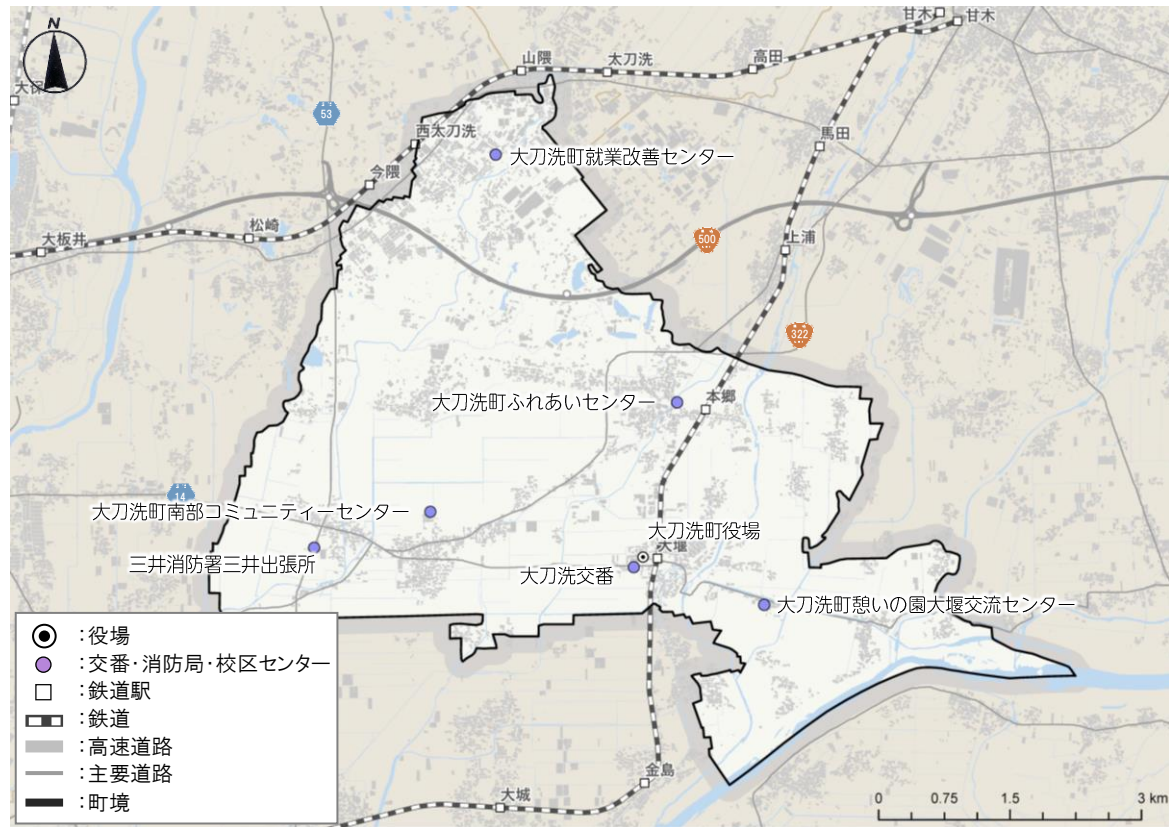 N
甘木
甘木
山隈
太刀洗
高田
大保
53
西太刀洗
馬田
大刀洗町就業改善センター
今隈
松崎
大板井
500
上浦
322
大刀洗町ふれあいセンター
本郷
14
大刀洗町南部コミュニティーセンター
大刀洗町役場
大堰
三井消防署三井出張所
大刀洗交番
大刀洗町憩いの園大堰交流センター
:役場
:交番・消防局・校区センター
:鉄道駅
:鉄道
:高速道路
:主要道路
:町境
金島
大城
0 0.75 1.5 3 km